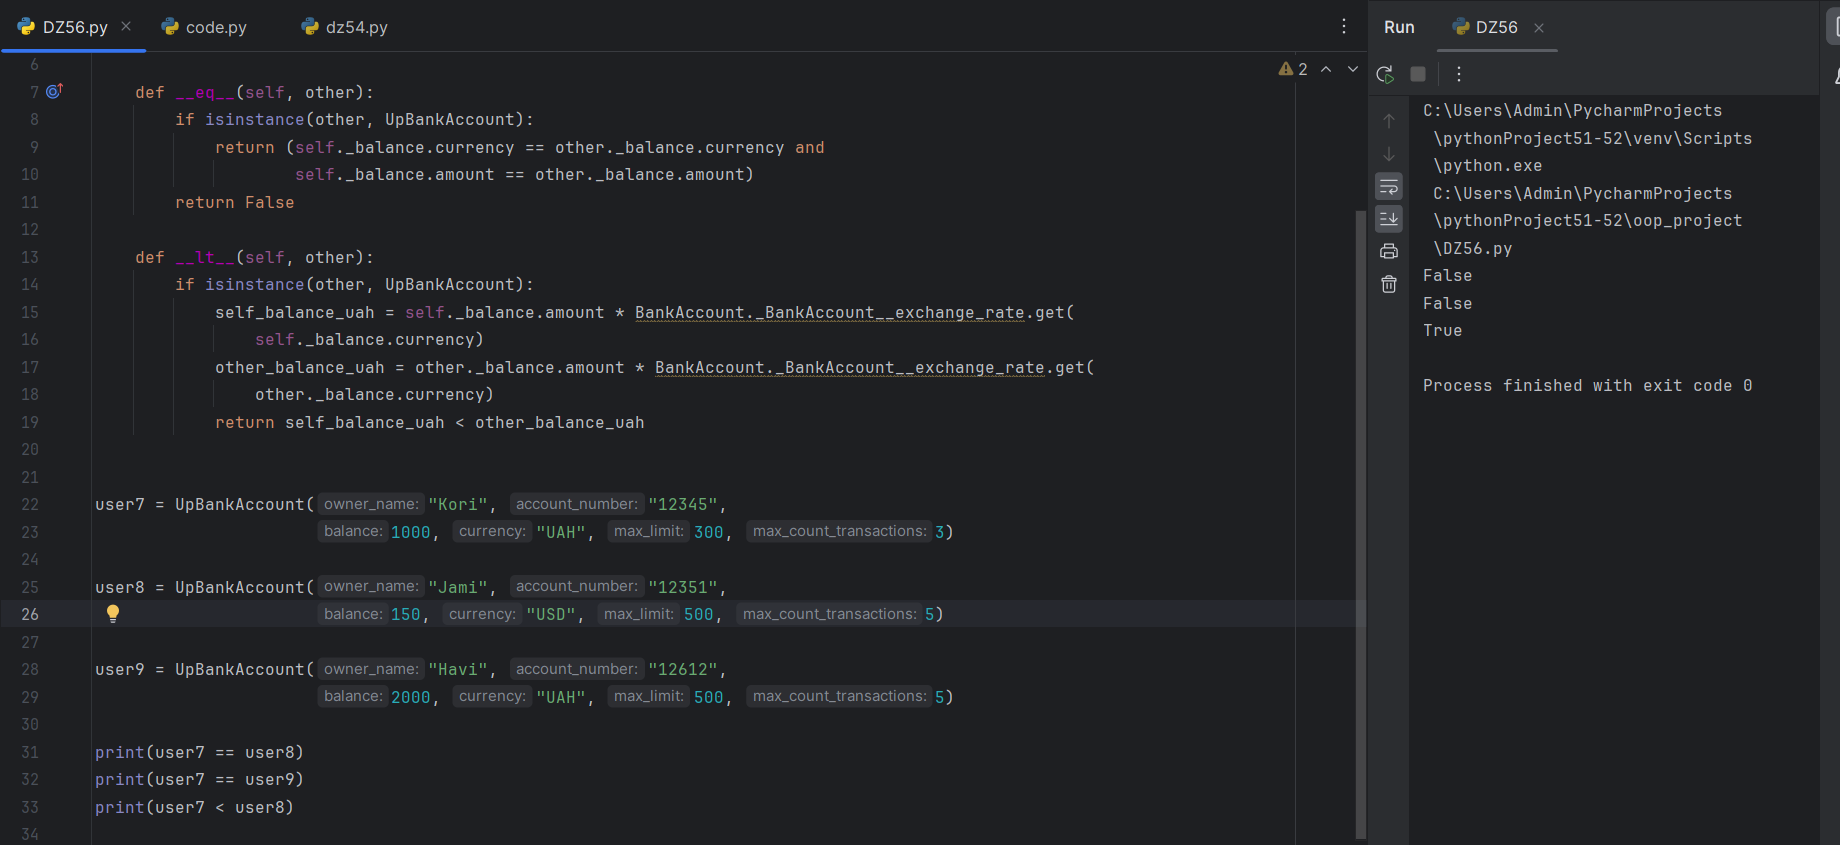 DZ56.py
code.py
dz54.py
6
7 def __eq__(self, other):
8 if isinstance(other, UpBankAccount):
9 return (self._balance.currency == other._balance.currency and
10 self._balance.amount == other._balance.amount)
11 return False
12
13 def __lt__(self, other):
14 if isinstance(other, UpBankAccount):
15 self_balance_uah = self._balance.amount * BankAccount._BankAccount__exchange_rate.get(
16 self._balance.currency)
17 other_balance_uah = other._balance.amount * BankAccount._BankAccount__exchange_rate.get(
18 other._balance.currency)
19 return self_balance_uah < other_balance_uah
20
21
22 user7 = UpBankAccount( owner_name: "Kori", account_number: "12345",
23 balance: 1000, currency: "UAH", max_limit: 300, max_count_transactions: 3)
24
25 user8 = UpBankAccount( owner_name: "Jami", account_number: "12351",
26 balance: 150, currency: "USD", max_limit: 500, max_count_transactions: 5)
27
28 user9 = UpBankAccount( owner_name: "Havi", account_number: "12612",
29 balance: 2000, currency: "UAH", max_limit: 500, max_count_transactions: 5)
30
31 print(user7 == user8)
32 print(user7 == user9)
33 print(user7 < user8)
34
2
Run
DZ56
C:\Users\Admin\PycharmProjects
\pythonProject51-52\venv\Scripts
\python.exe
C:\Users\Admin\PycharmProjects
\pythonProject51-52\oop_project
\DZ56.py
False
False
True
Process finished with exit code 0